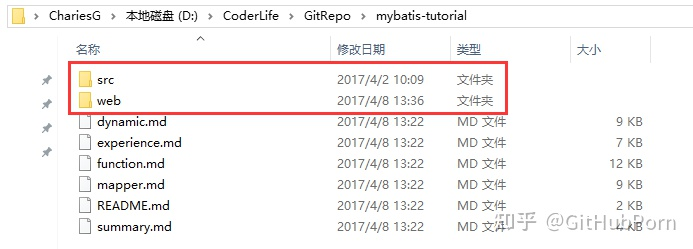 ChariesG > 本地磁盘 (D:) > CoderLife > GitRepo > mybatis-tutorial
名称 修改日期 类型 大小
src 2017/4/2 10:09 文件夹
web 2017/4/8 13:36 文件夹
dynamic.md 2017/4/8 13:22 MD 文件 9 KB
experience.md 2017/4/8 13:22 MD 文件 7 KB
function.md 2017/4/8 13:22 MD 文件 12 KB
mapper.md 2017/4/8 13:22 MD 文件 4 KB
README.md 2017/4/8 13:22 MD 文件 2 KB
summary.md 2017/4/8 13:22 MD 文件 4 KB
知乎 @GitHubPorn